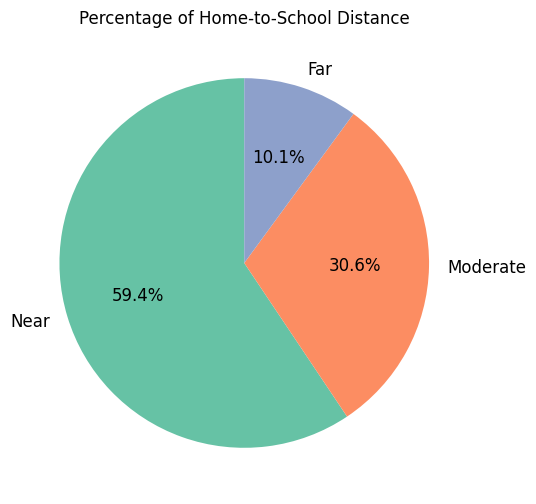 Percentage of Home-to-School Distance
Far
10.1%
30.6%
Moderate
59.4%
Near